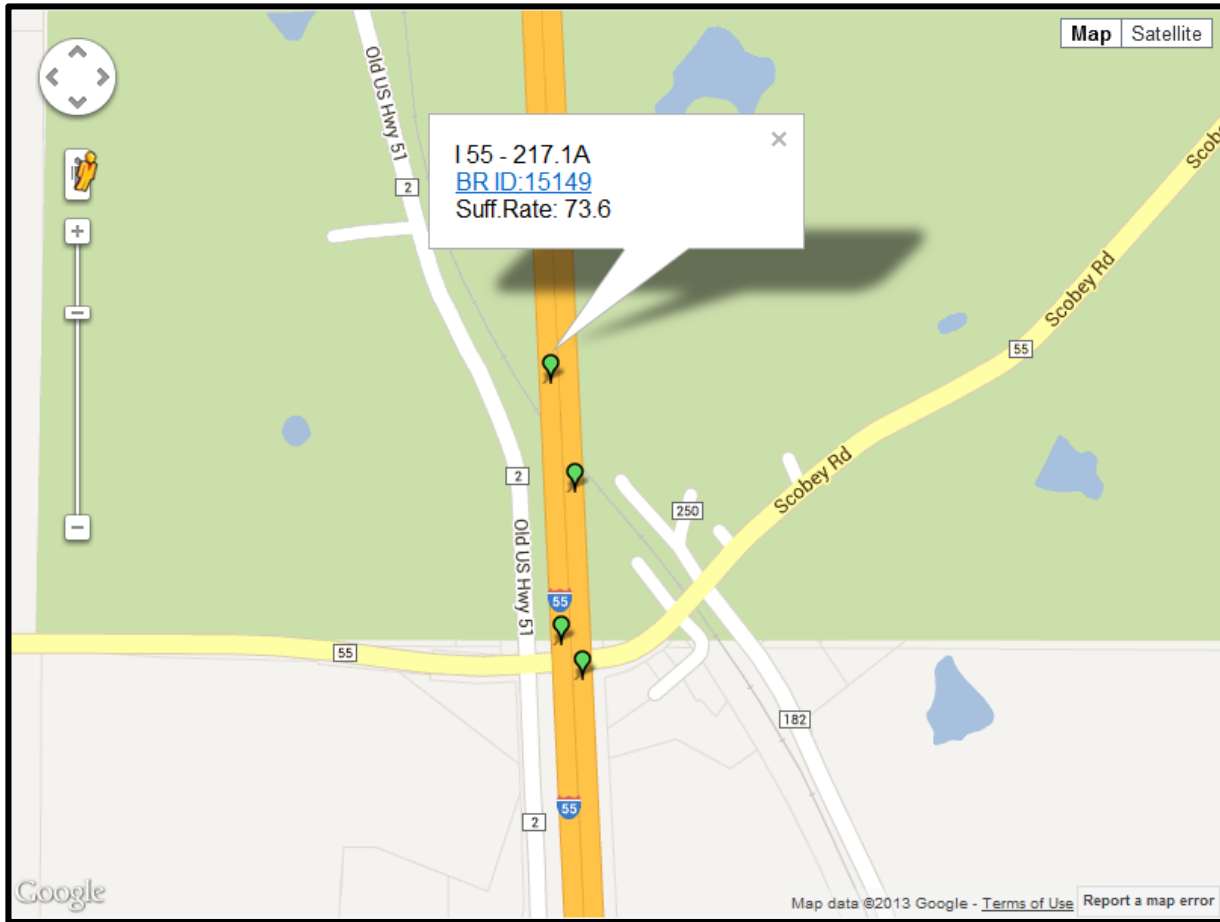 Map Satellite
Old US Hwy 51
2
I 55 - 217.1A
BR ID:15149
Suff.Rate: 73.6
Scobey Rd
55
Scobey Rd
2
250
Old US Hwy 51
55
55
182
55
2
Google
Map data ©2013 Google - Terms of Use Report a map error